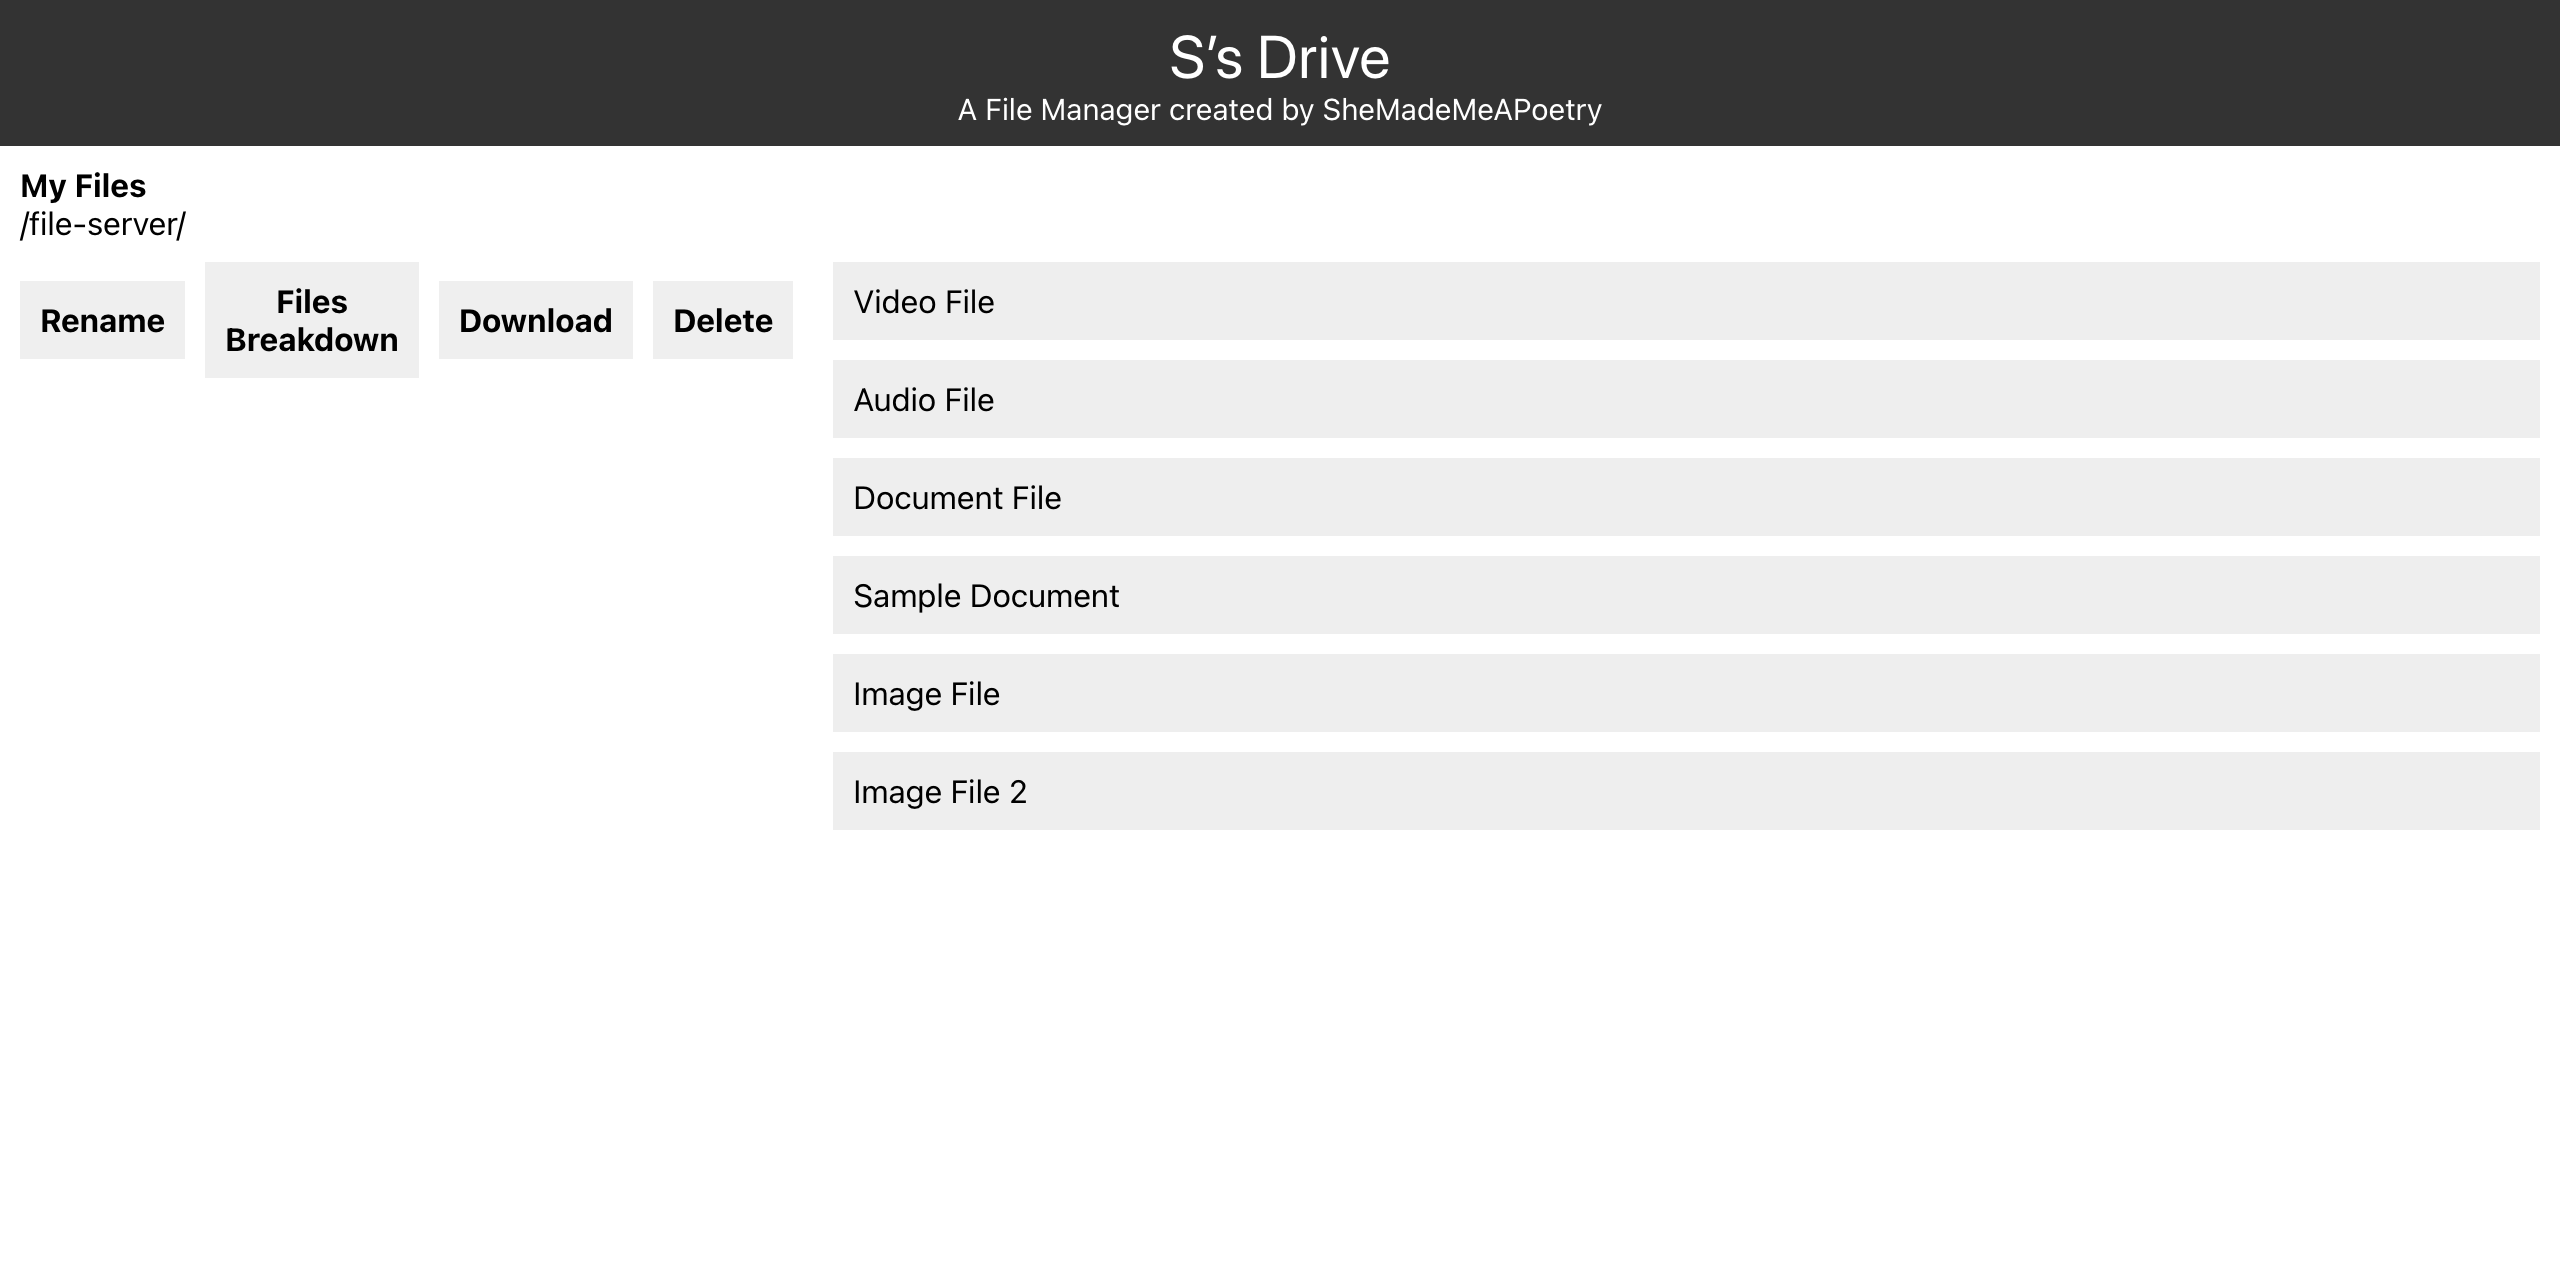 S’s Drive
A File Manager created by SheMadeMeAPoetry
My Files
/file-server/
Rename
Files
Breakdown
Download
Delete
Video File
Audio File
Document File
Sample Document
Image File
Image File 2